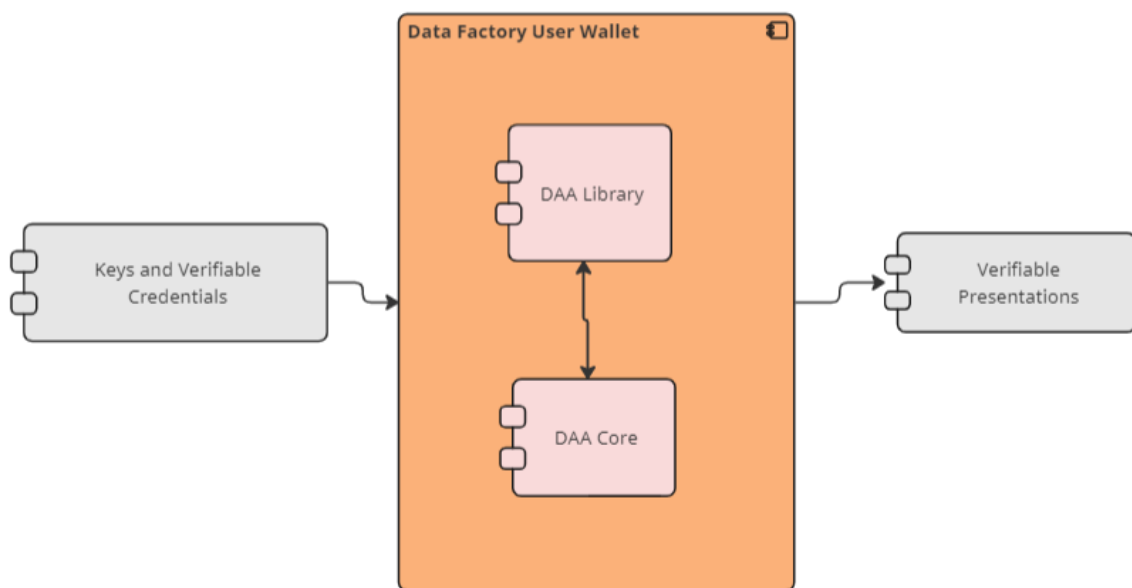 Data Factory User Wallet
DAA Library
Keys and Verifiable
Credentials
Verifiable
Presentations
DAA Core